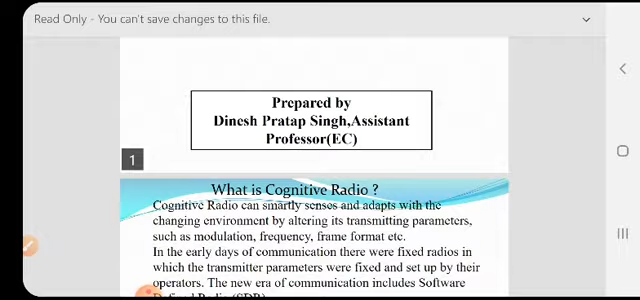 Read Only - You can't save changes to this file.
Prepared by
Dinesh Pratap Singh,Assistant
Professor(EC)
1
What is Cognitive Radio ?
Cognitive Radio can smartly senses and adapts with the
changing environment by altering its transmitting parameters,
such as modulation, frequency, frame format etc.
In the early days of communication there were fixed radios in
which the transmitter parameters were fixed and set up by their
operators. The new era of communication includes Software
Defined Radio (SDR)